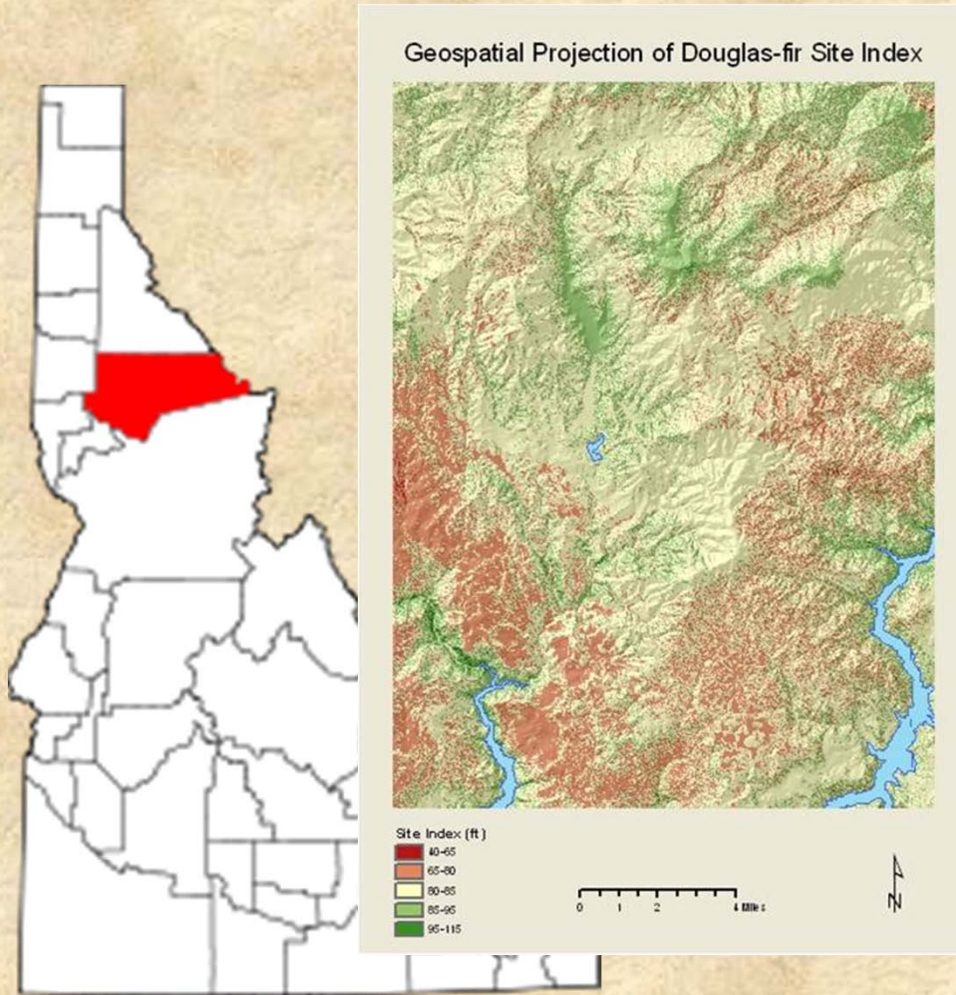 Geospatial Projection of Douglas-fir Site Index
Site Index (ft)
40-65
65-80
80-85
85-95
95-115
0 1 2 4 Miles
N